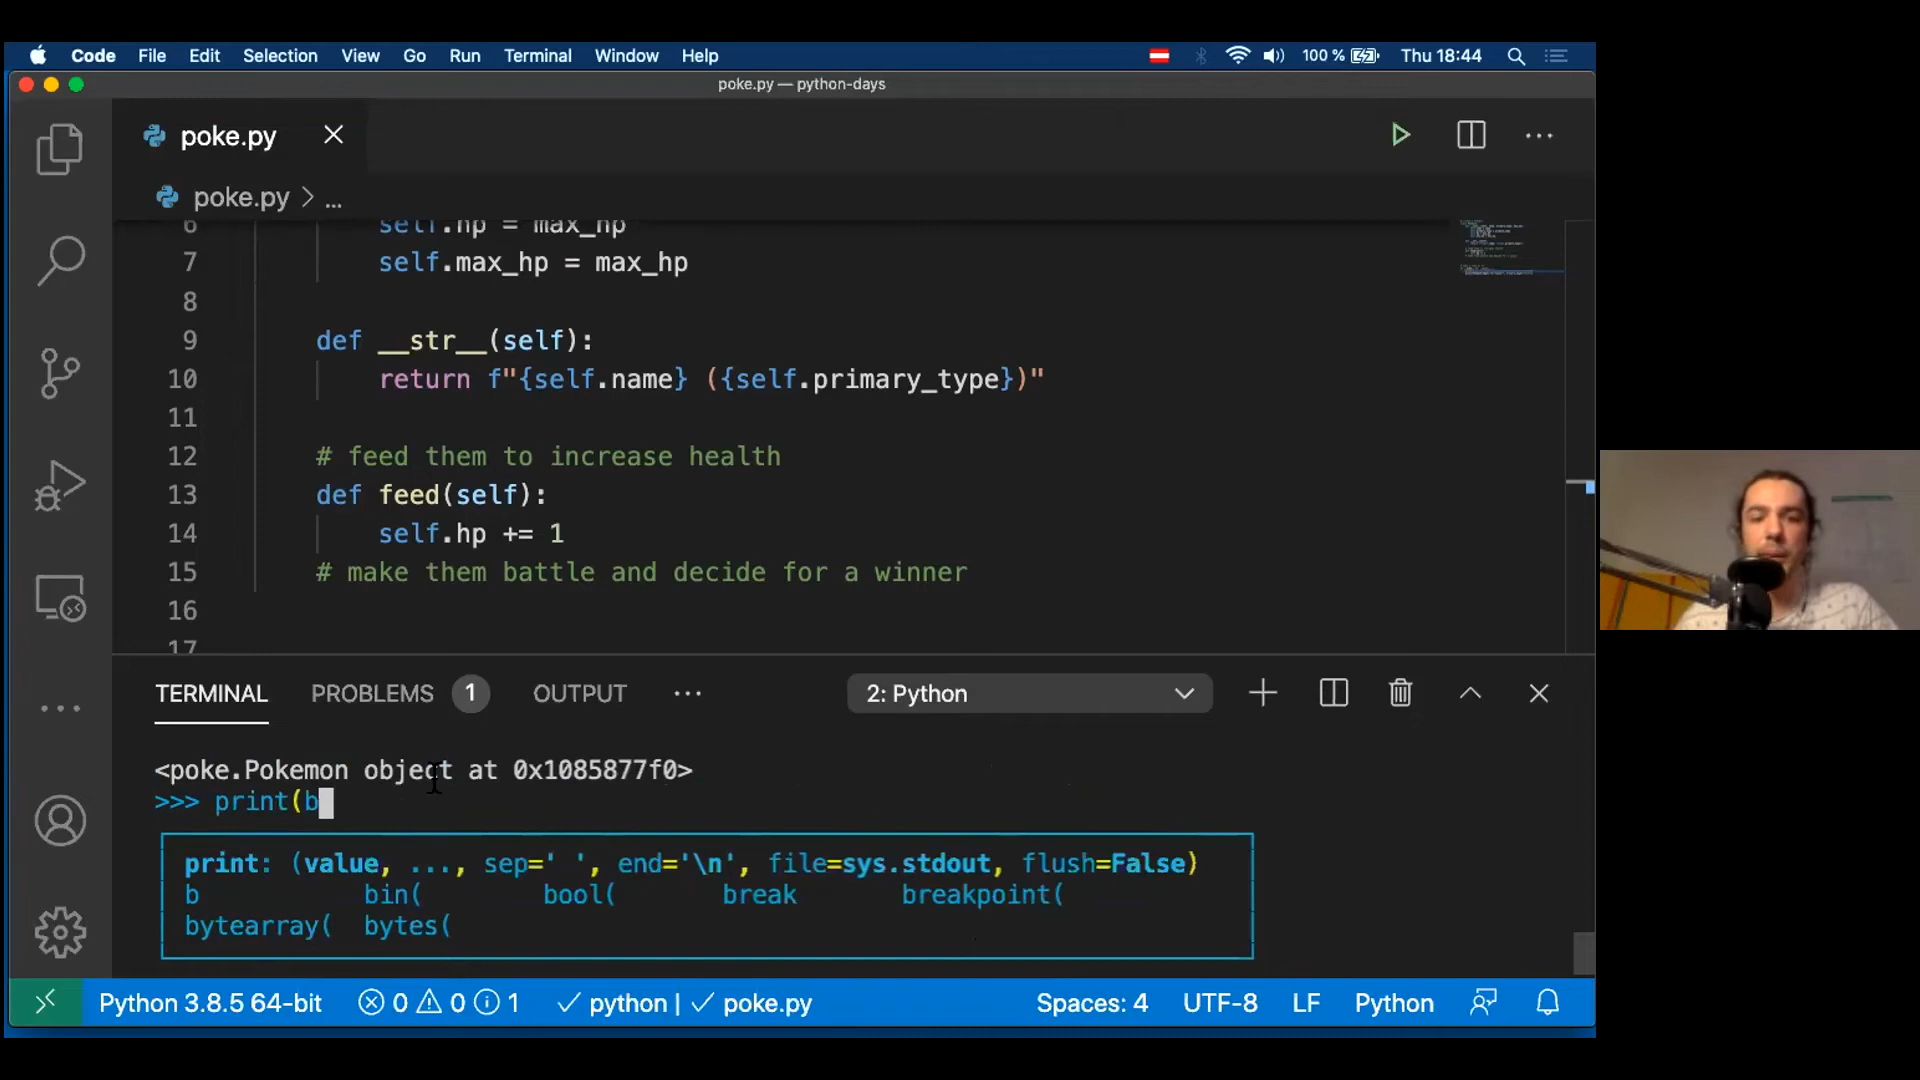 Code File Edit Selection View Go Run Terminal Window Help 100 % Thu 18:44
poke.py — python-days
poke.py
poke.py > ...
6 self.hp = max_hp
7 self.max_hp = max_hp
8
9 def __str__(self):
10 return f"{self.name} ({self.primary_type})"
11
12 # feed them to increase health
13 def feed(self):
14 self.hp += 1
15 # make them battle and decide for a winner
16
17
TERMINAL PROBLEMS 1 OUTPUT ... 2: Python
<poke.Pokemon object at 0x1085877f0>
>>> print(b
print: (value, ..., sep=' ', end='\n', file=sys.stdout, flush=False)
b bin( bool( break breakpoint(
bytearray( bytes(
Python 3.8.5 64-bit 0 0 1 python | poke.py Spaces: 4 UTF-8 LF Python